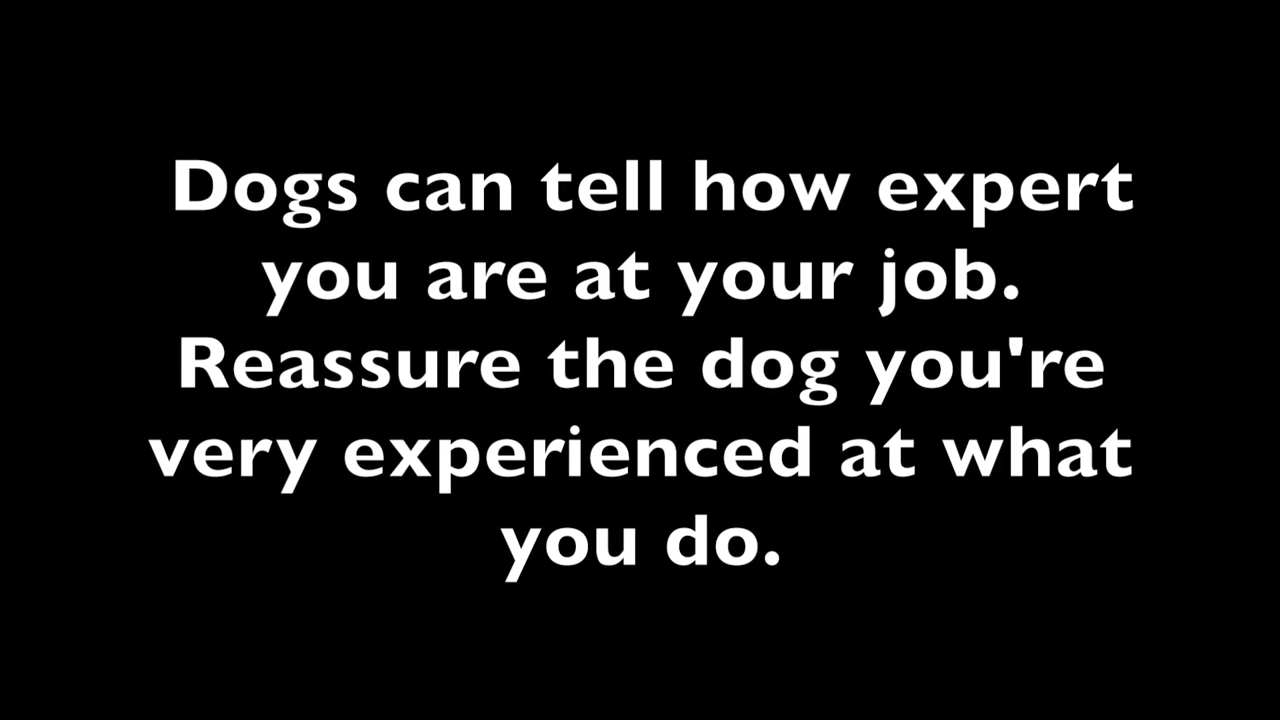 Dogs can tell how expert
you are at your job.
Reassure the dog you're
very experienced at what
you do.